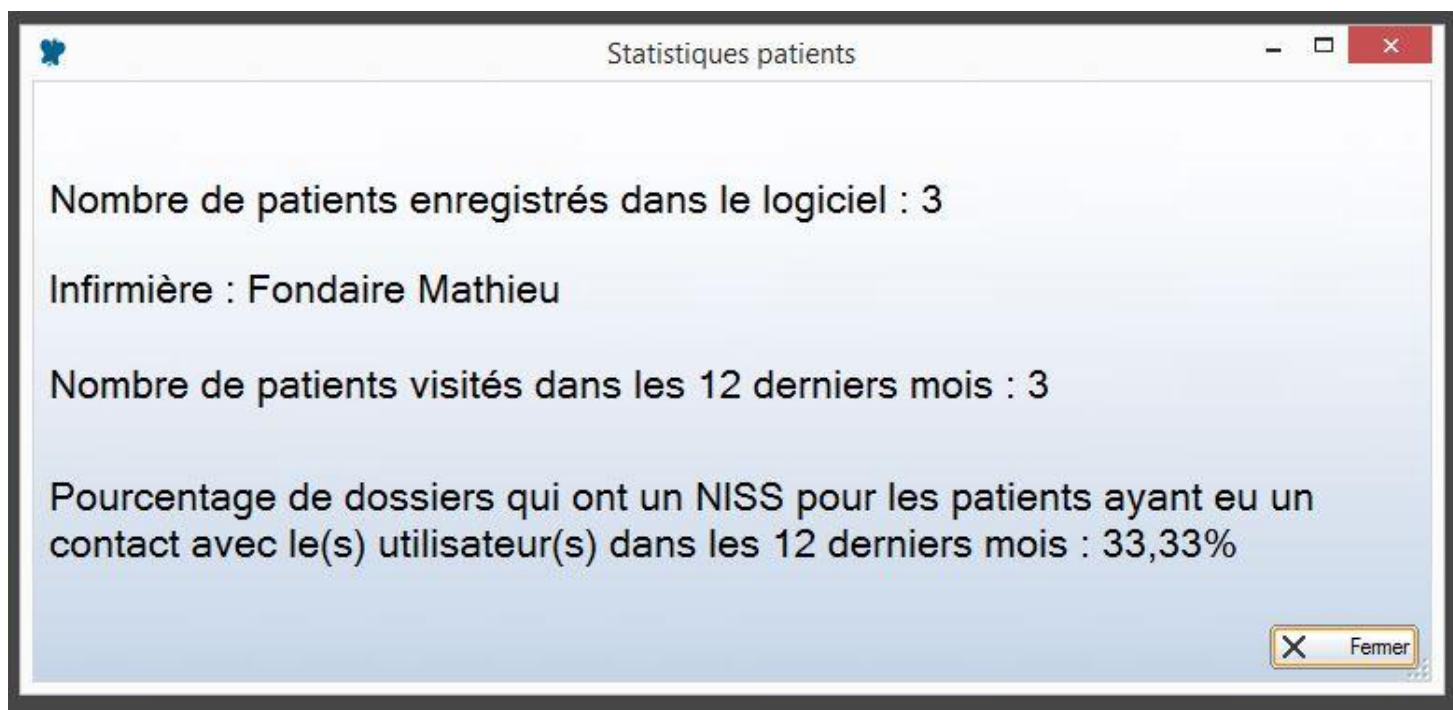 Statistiques patients
Nombre de patients enregistrés dans le logiciel : 3
Infirmière : Fondaire Mathieu
Nombre de patients visités dans les 12 derniers mois : 3
Pourcentage de dossiers qui ont un NISS pour les patients ayant eu un
contact avec le(s) utilisateur(s) dans les 12 derniers mois : 33,33%
Fermer